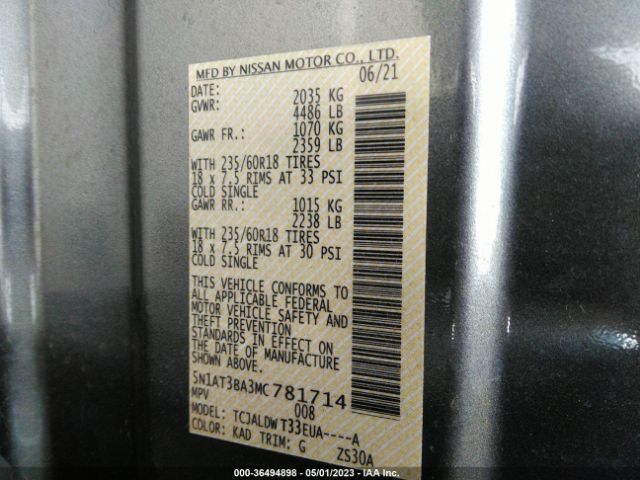 MFD BY NISSAN MOTOR CO., LTD.
DATE: 06/21
GVWR: 2035 KG
4486 LB
GAWR FR.: 1070 KG
2359 LB
WITH 235/60R18 TIRES
18 x 7.5 RIMS AT 33 PSI
COLD SINGLE
GAWR RR.: 1015 KG
2238 LB
WITH 235/60R18 TIRES
18 x 7.5 RIMS AT 30 PSI
COLD SINGLE
THIS VEHICLE CONFORMS TO
ALL APPLICABLE FEDERAL
MOTOR VEHICLE SAFETY AND
THEFT PREVENTION
STANDARDS IN EFFECT ON
THE DATE OF MANUFACTURE
SHOWN ABOVE.
5N1AT3BA3MC781714
MPV 008
MODEL: TCJALDW T33EUA----A
COLOR: KAD TRIM: G ZS30A
000-36494898 - 05/01/2023 - IAA